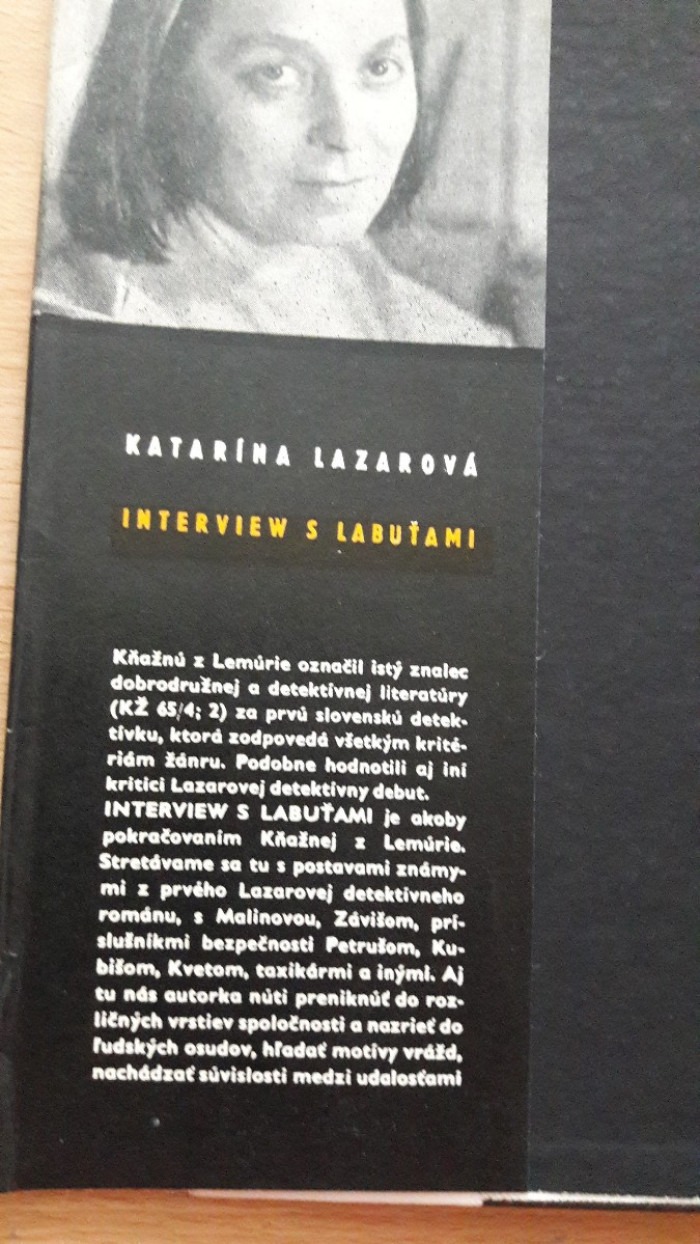 KATARÍNA LAZAROVÁ
INTERVIEW S LABUŤAMI
Kňažnú z Lemúrie označil istý znalec
dobrodružnej a detektívnej literatúry
(KŽ 65/4; 2) za prvú slovenskú detek-
tívku, ktorá zodpovedá všetkým krité-
riám žánru. Podobne hodnotili aj iní
kritici Lazarovej detektívny debut.
INTERVIEW S LABUŤAMI je akoby
pokračovaním Kňažnej z Lemúrie.
Stretávame sa tu s postavami známy-
mi z prvého Lazarovej detektívneho
románu, s Malinovou, Závišom, prí-
slušníkmi bezpečnosti Petrušom, Ku-
bišom, Kvetom, taxikármi a inými. Aj
tu nás autorka núti preniknúť do roz-
ličných vrstiev spoločnosti a nazrieť do
ľudských osudov, hľadať motívy vrážd,
nachádzať súvislosti medzi udalosťami